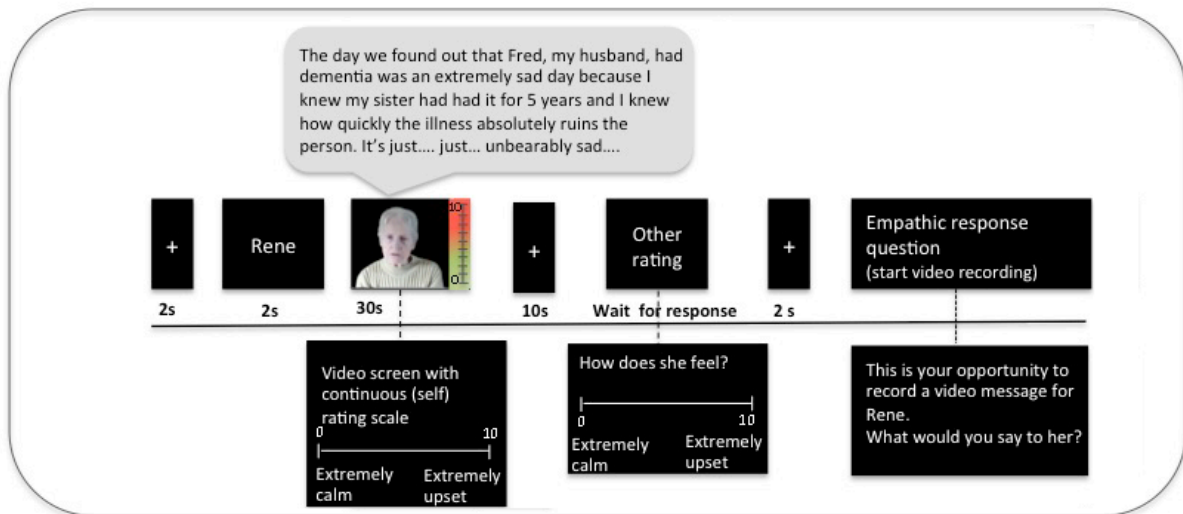 The day we found out that Fred, my husband, had
dementia was an extremely sad day because I
knew my sister had had it for 5 years and I knew
how quickly the illness absolutely ruins the
person. It's just.... just... unbearably sad....
+
Rene
10
0
+
Other
rating
+
Empathic response
question
(start video recording)
2s
2s
30s
10s
Wait for response
2 s
Video screen with
continuous (self)
rating scale
0
10
Extremely
calm
Extremely
upset
How does she feel?
0
10
Extremely
calm
Extremely
upset
This is your opportunity to
record a video message for
Rene.
What would you say to her?